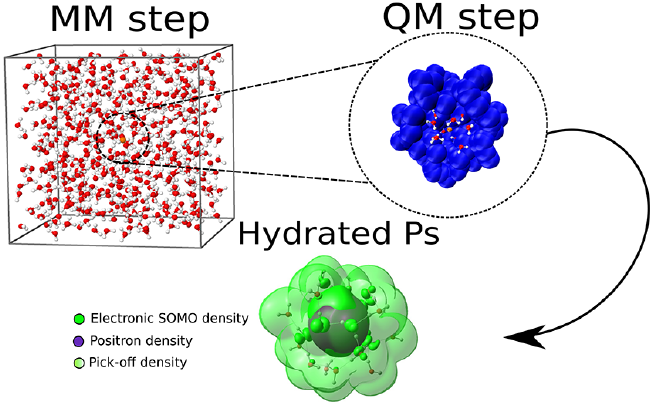 MM step
QM step
Hydrated Ps
Electronic SOMO density
Positron density
Pick-off density